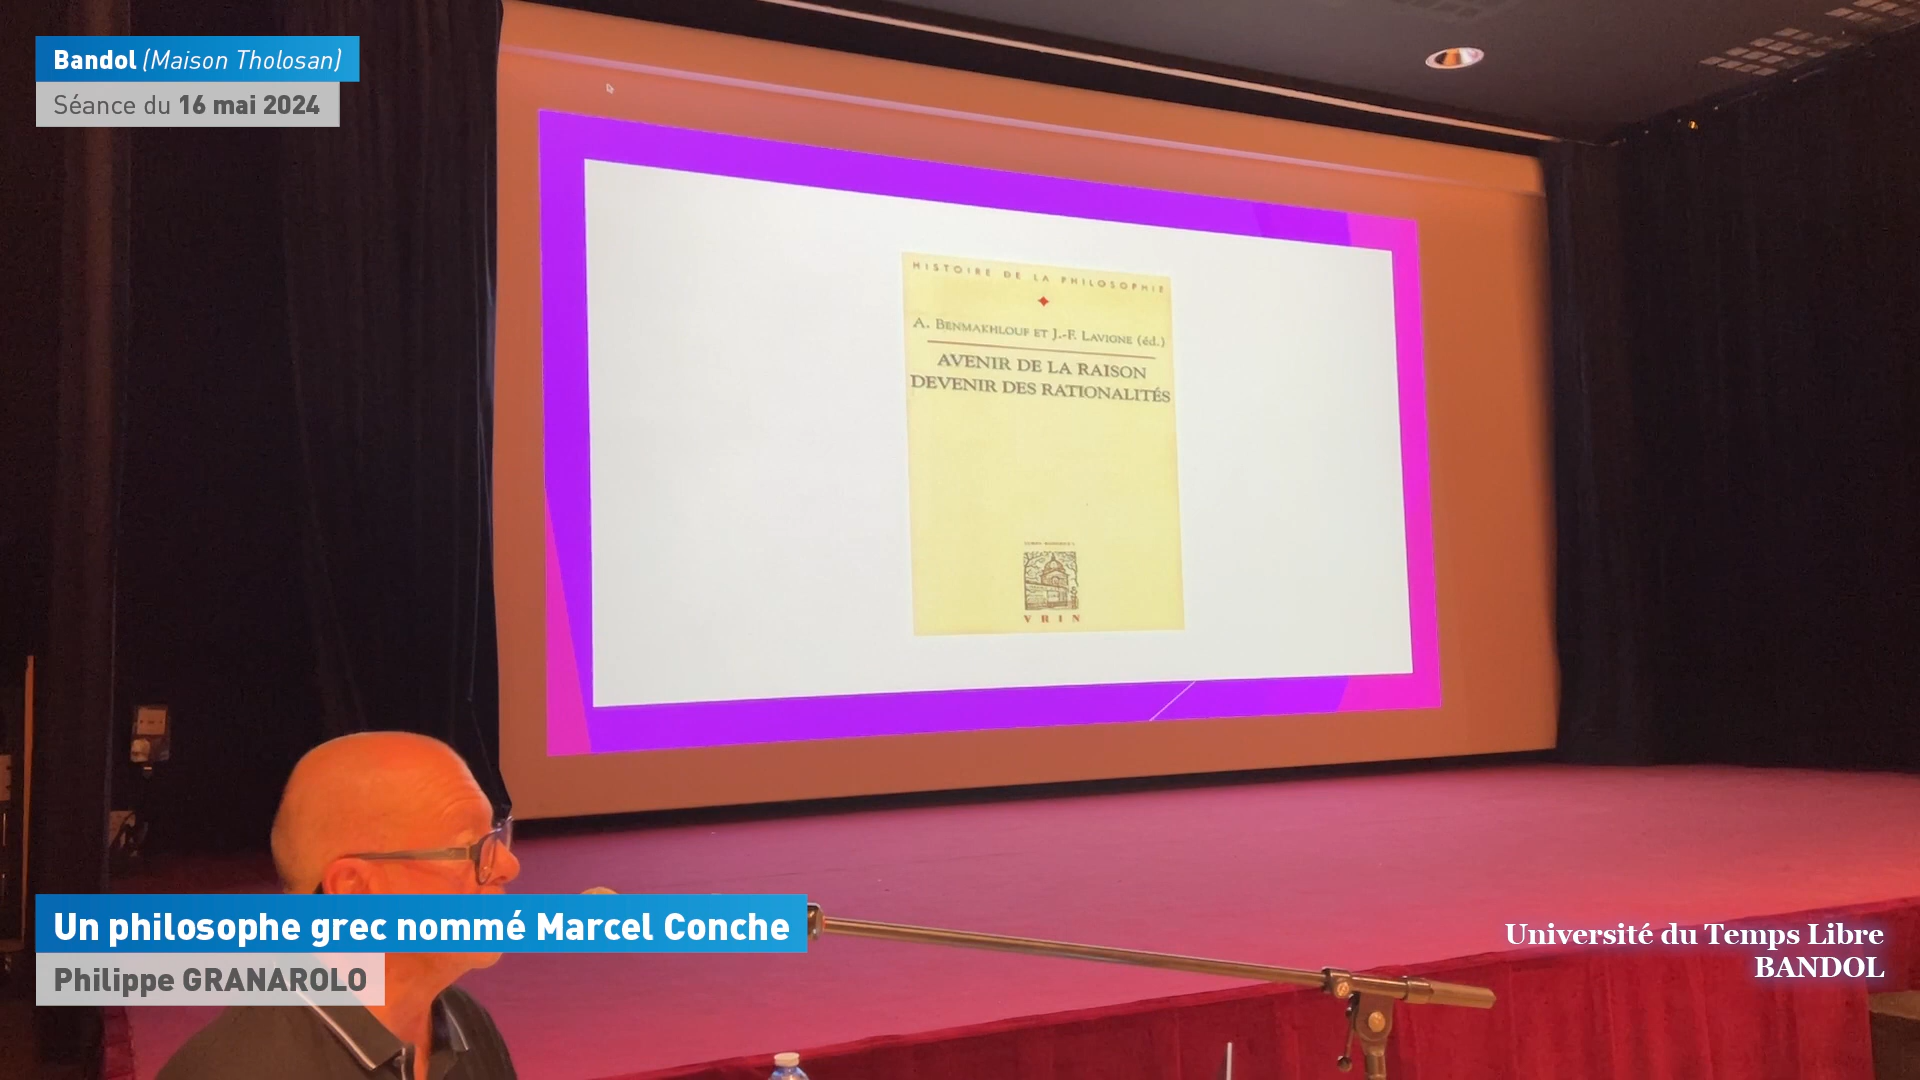 Bandol (Maison Tholosan)
Séance du 16 mai 2024
HISTOIRE DE LA PHILOSOPHIE
A. BENMAKHLOUF ET J.-F. LAVIGNE (éd.)
AVENIR DE LA RAISON
DEVENIR DES RATIONALITÉS
VRIN
Un philosophe grec nommé Marcel Conche
Philippe GRANAROLO
Université du Temps Libre
BANDOL